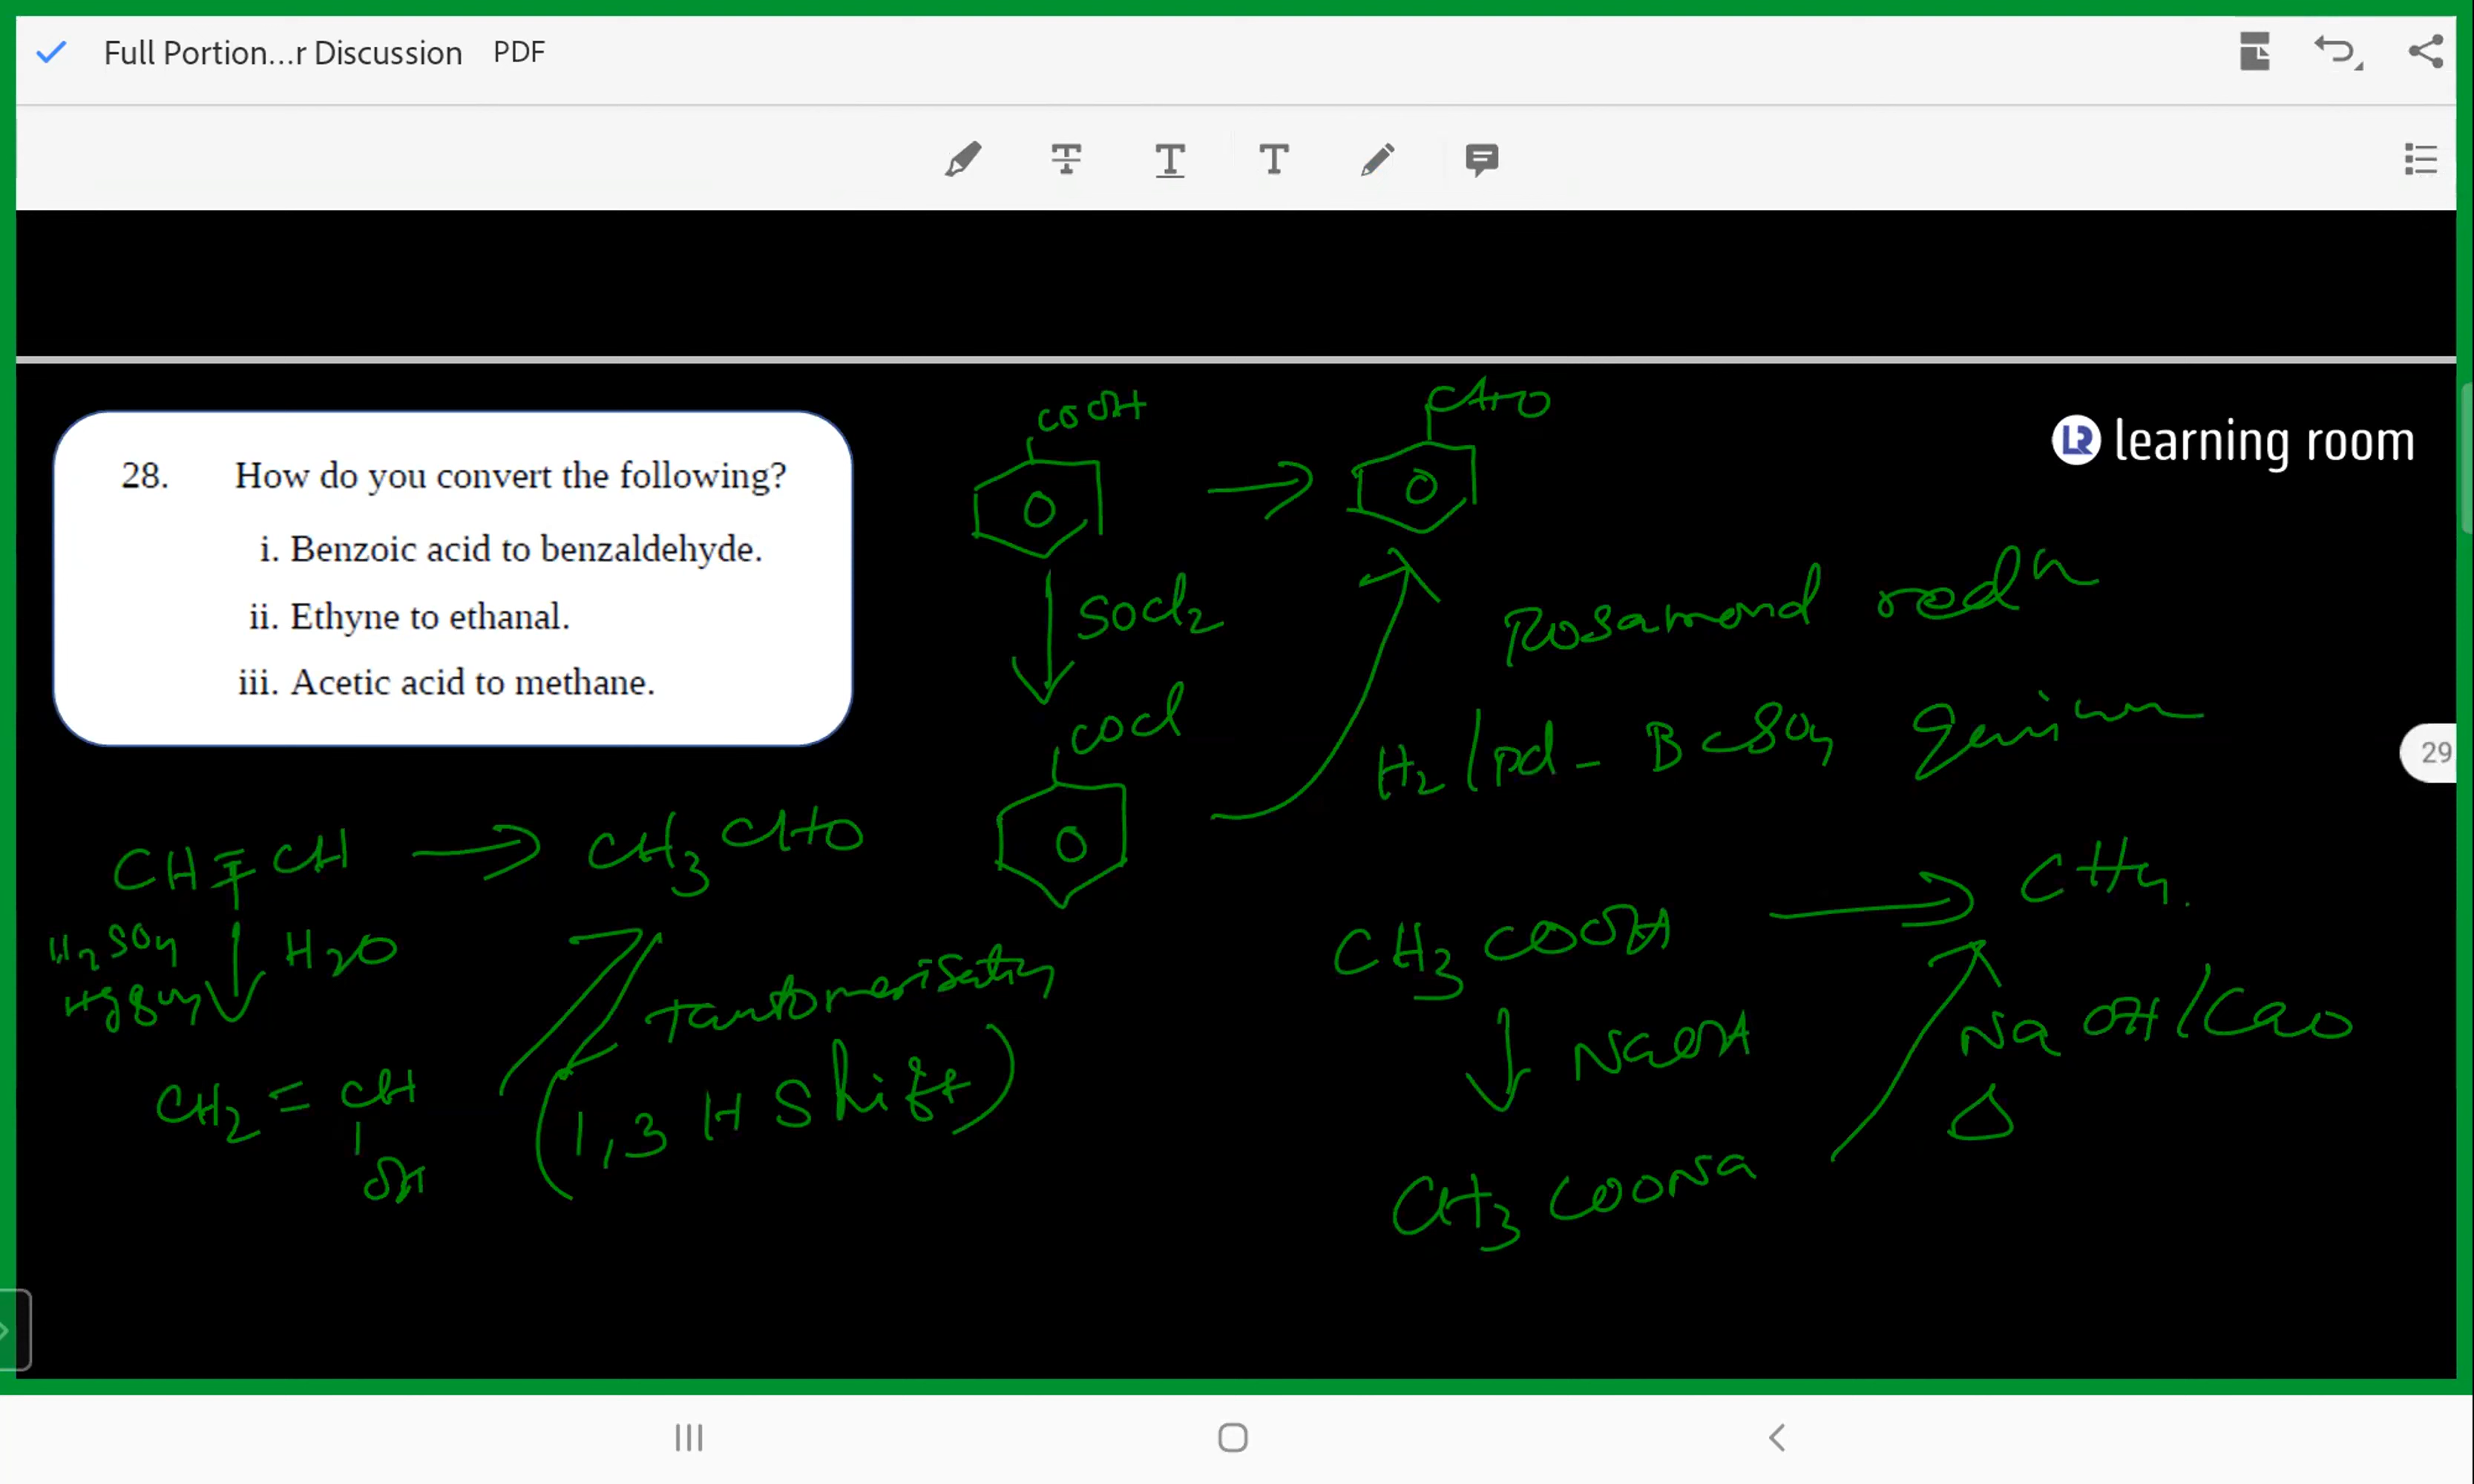 Full Portion...r Discussion PDF
learning room
28. How do you convert the following?
i. Benzoic acid to benzaldehyde.
ii. Ethyne to ethanal.
iii. Acetic acid to methane.
29
COOH → CHO
SOCl2
COCl
Rosamond redn
H2/pd - BaSO4
CH≡CH → CH3CHO
H2SO4 H2O
HgSO4
CH2=CH
OH
Tautomerisation
(1,3 H Shift)
CH3COOH → CH4.
NaOH
CH3COONa
NaOH/CaO
Δ